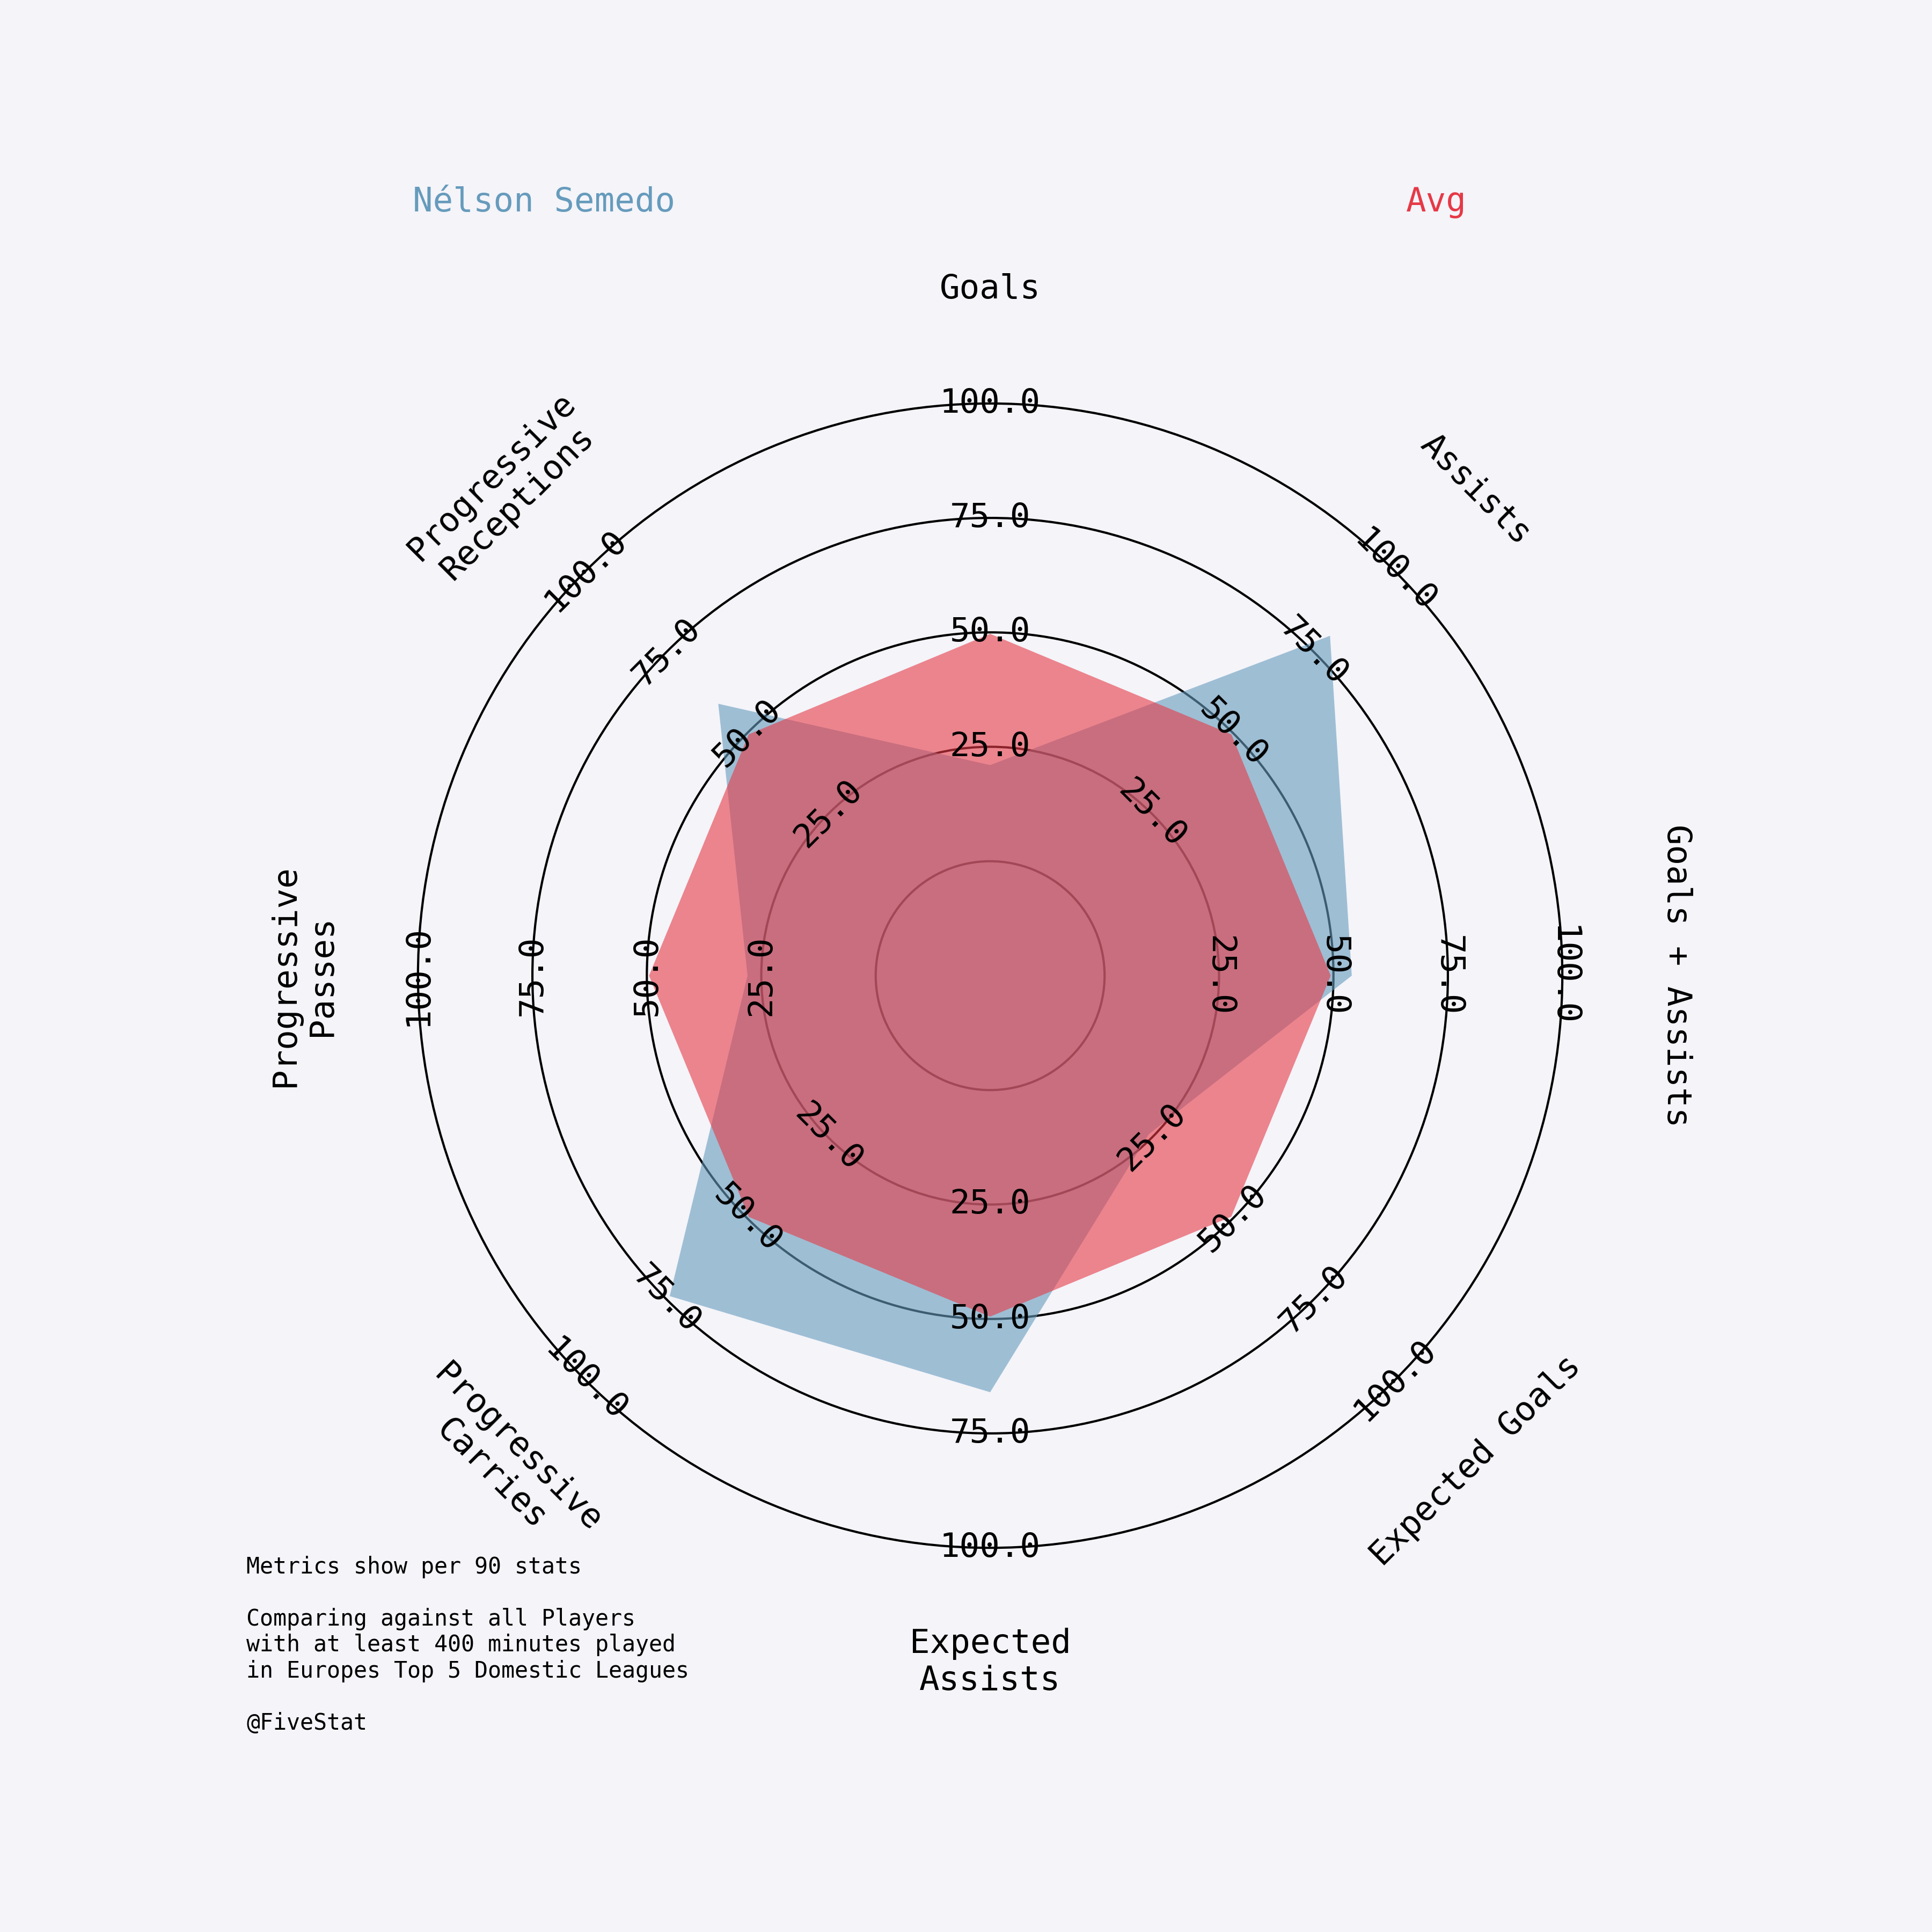 Nélson Semedo
Avg
Goals
Assists
Goals + Assists
Expected Goals
Expected
Assists
Progressive
Carries
Progressive
Passes
Progressive
Receptions
25.0
50.0
75.0
100.0
25.0
50.0
75.0
100.0
25.0
50.0
75.0
100.0
25.0
50.0
75.0
100.0
25.0
50.0
75.0
100.0
25.0
50.0
75.0
100.0
25.0
50.0
75.0
100.0
25.0
50.0
75.0
100.0
Metrics show per 90 stats
Comparing against all Players
with at least 400 minutes played
in Europes Top 5 Domestic Leagues
@FiveStat